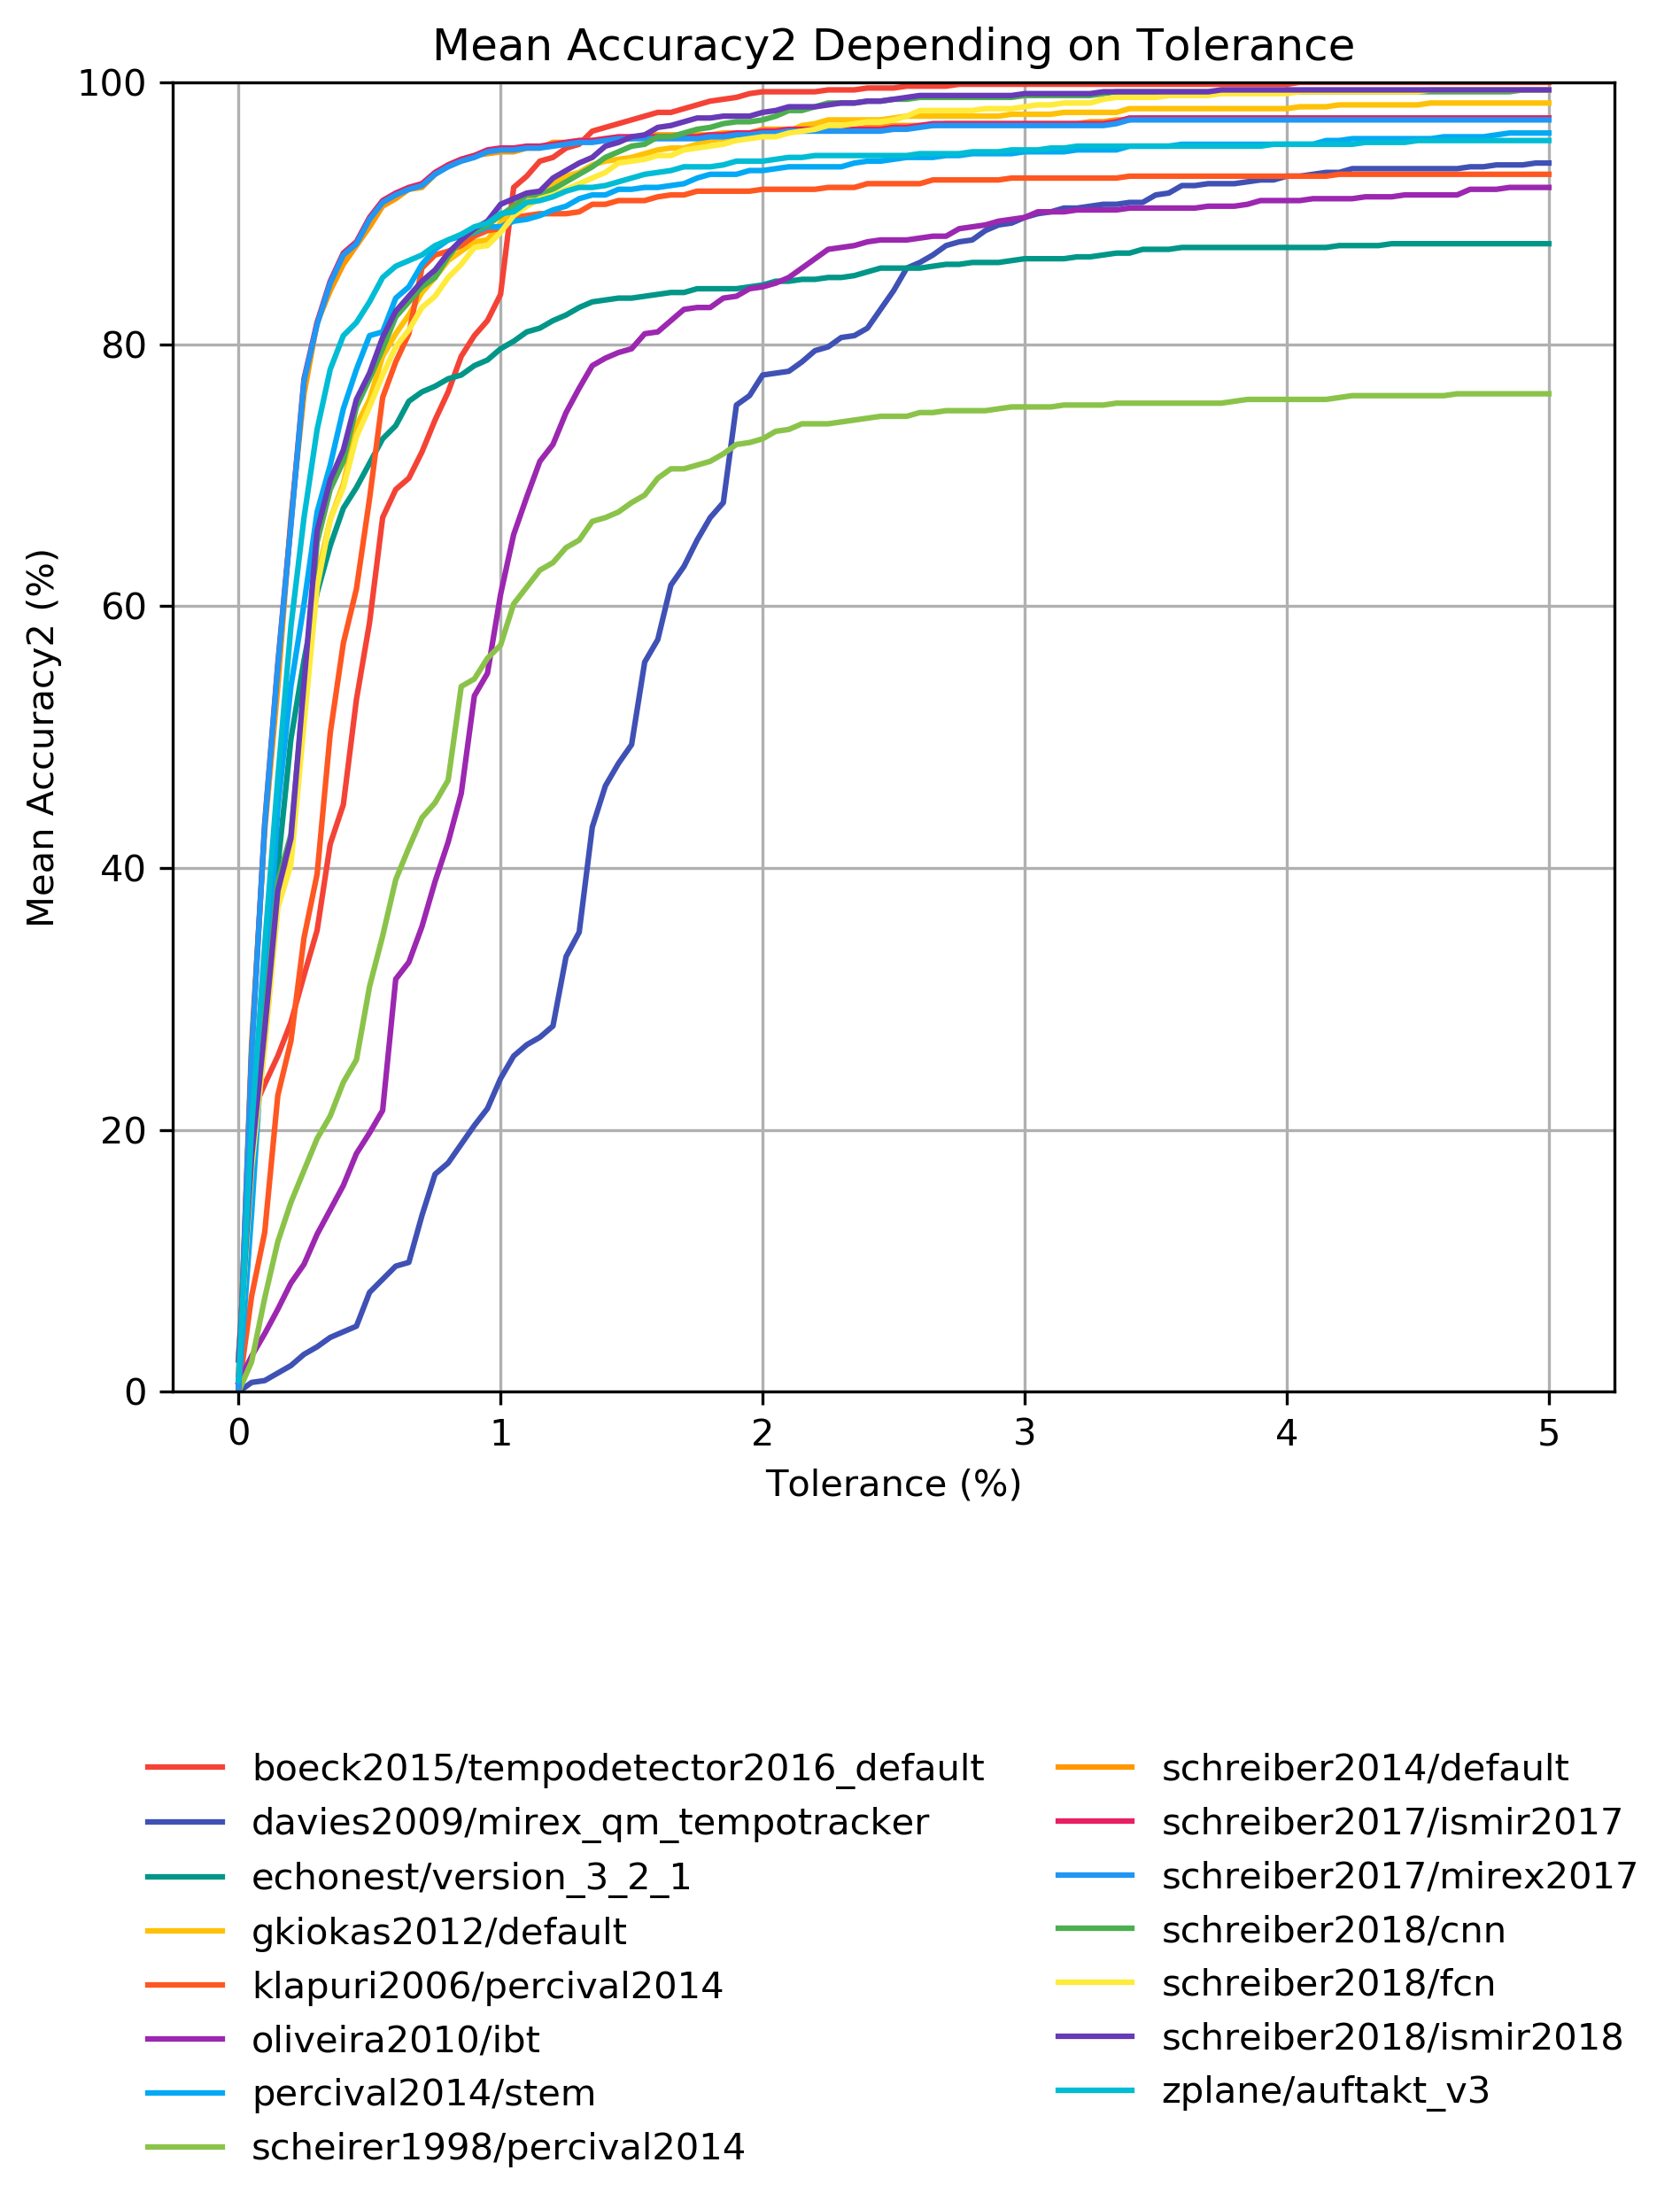 Mean Accuracy2 Depending on Tolerance
100
80
60
40
20
0
Mean Accuracy2 (%)
0 1 2 3 4 5
Tolerance (%)
boeck2015/tempodetector2016_default
davies2009/mirex_qm_tempotracker
echonest/version_3_2_1
gkiokas2012/default
klapuri2006/percival2014
oliveira2010/ibt
percival2014/stem
scheirer1998/percival2014
schreiber2014/default
schreiber2017/ismir2017
schreiber2017/mirex2017
schreiber2018/cnn
schreiber2018/fcn
schreiber2018/ismir2018
zplane/auftakt_v3